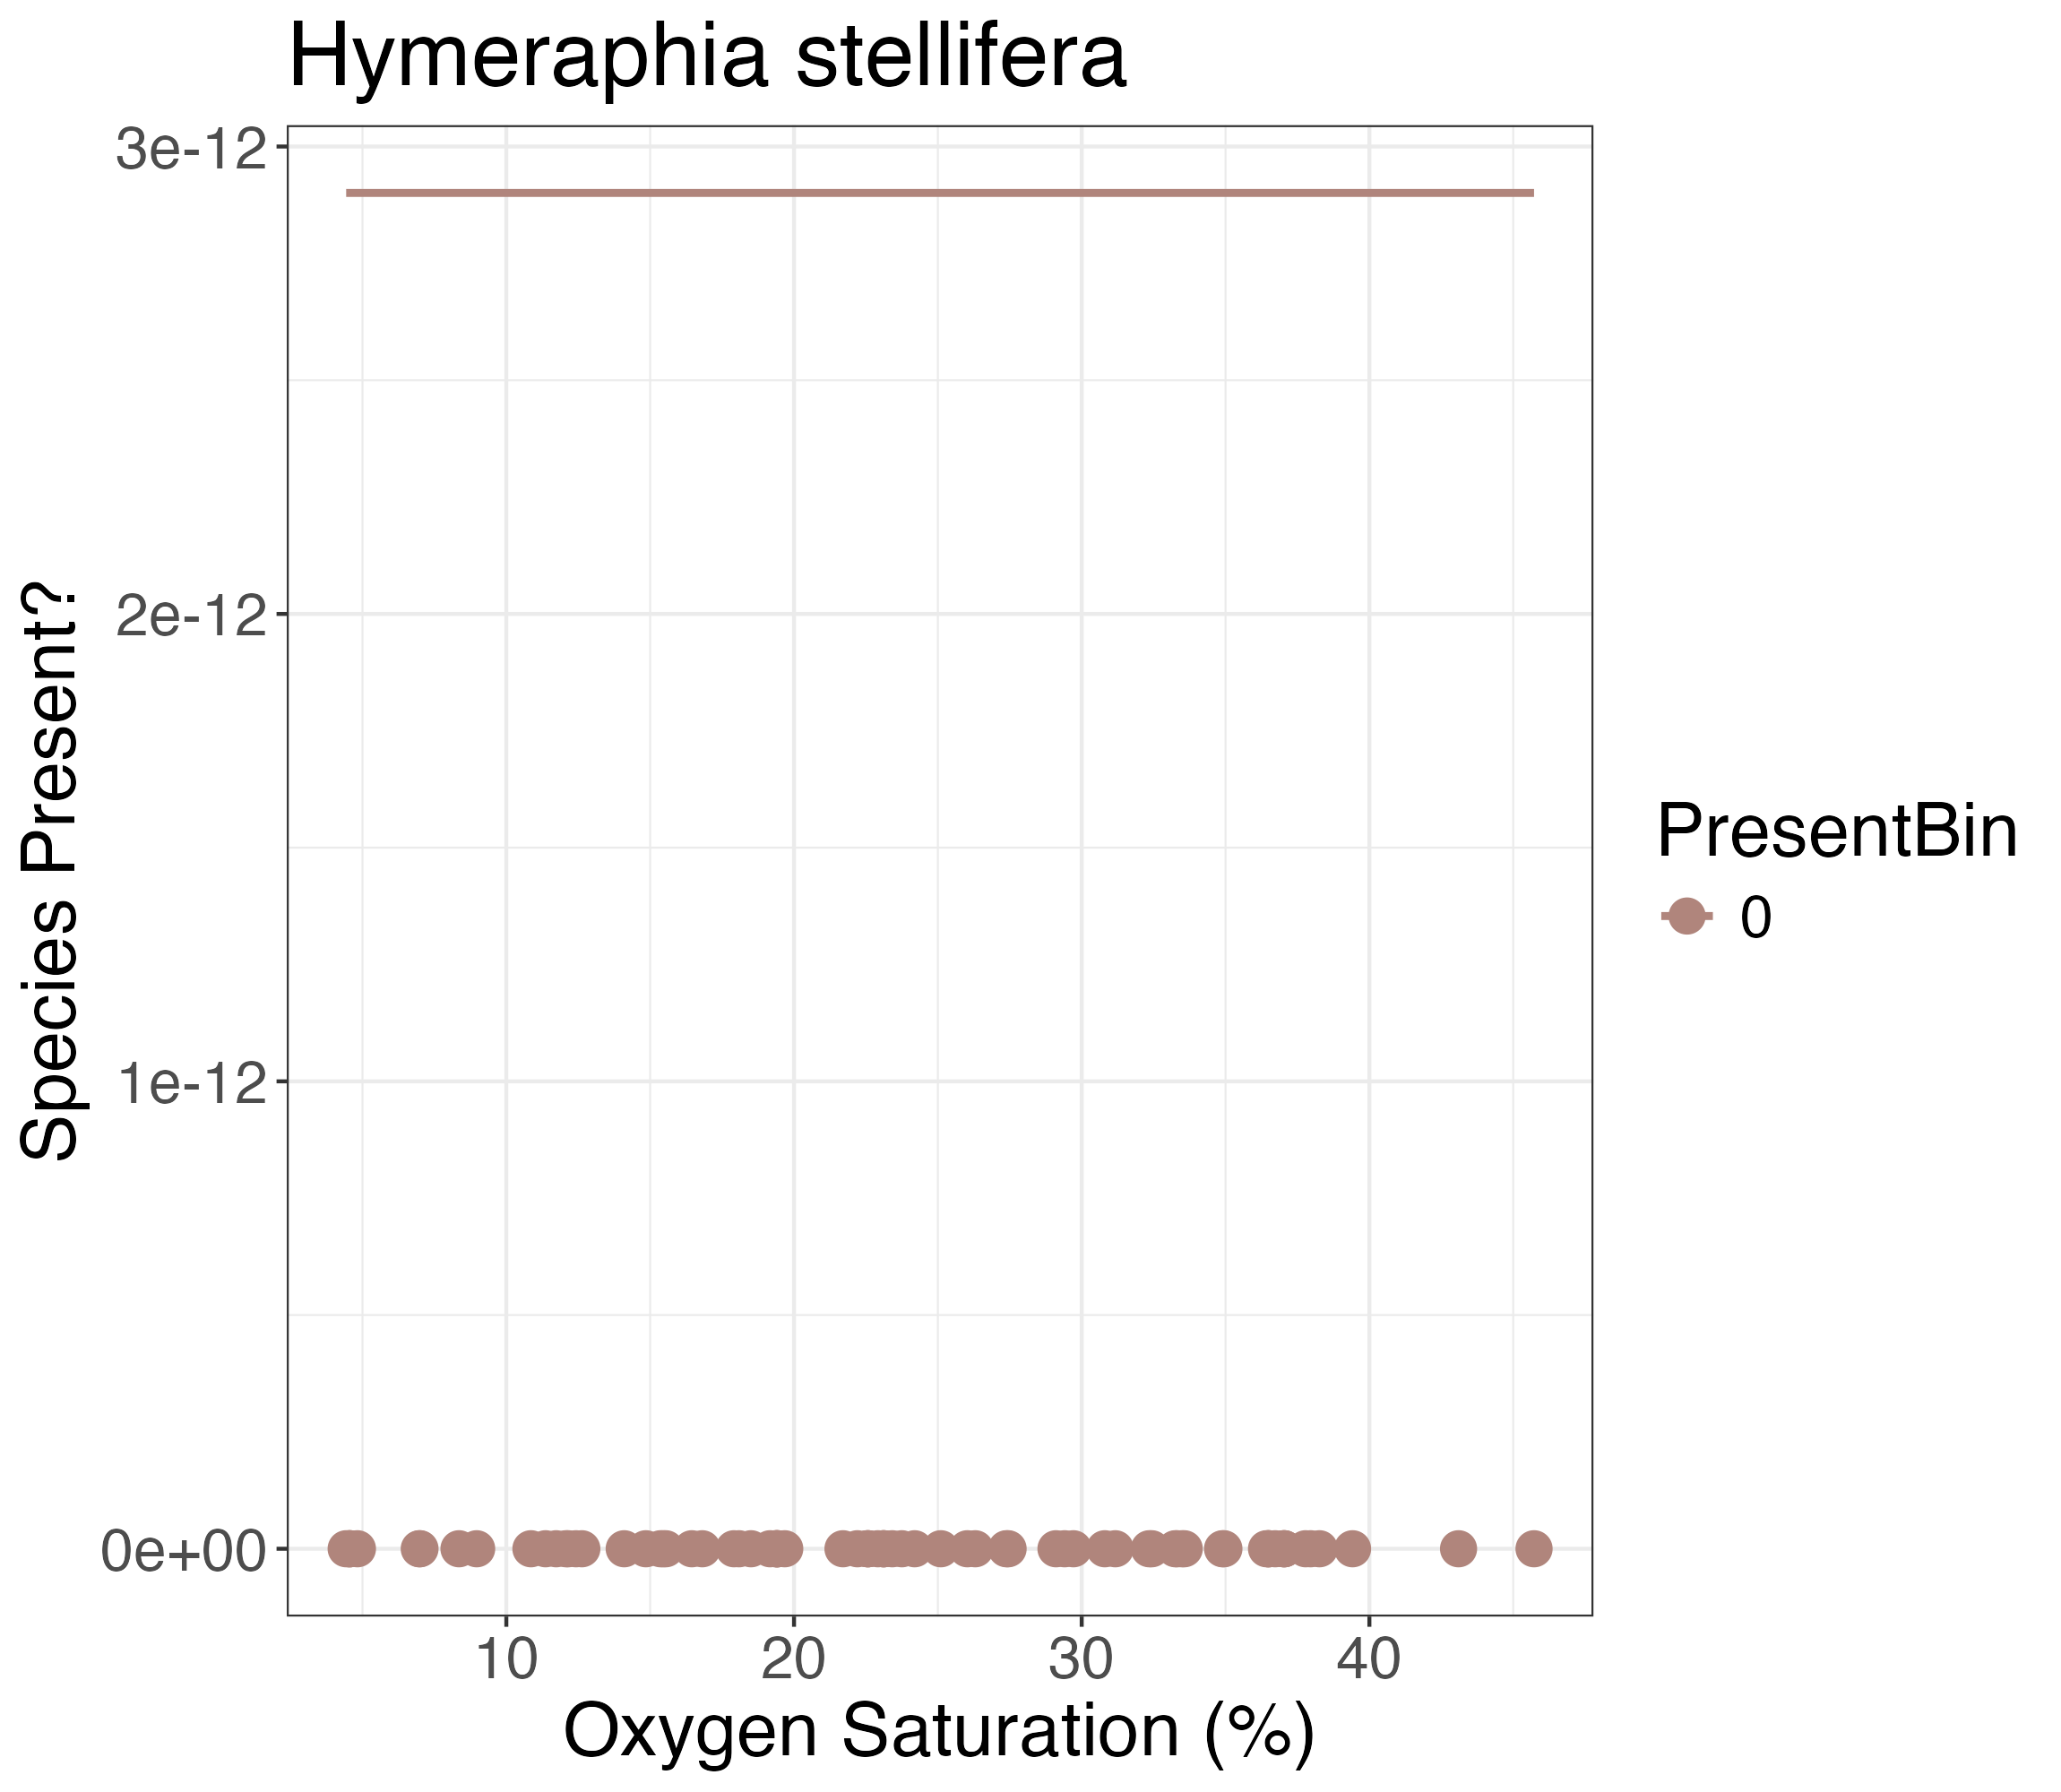 Hymeraphia stellifera
3e-12
2e-12
1e-12
0e+00
Species Present?
10 20 30 40
Oxygen Saturation (%)
PresentBin
0